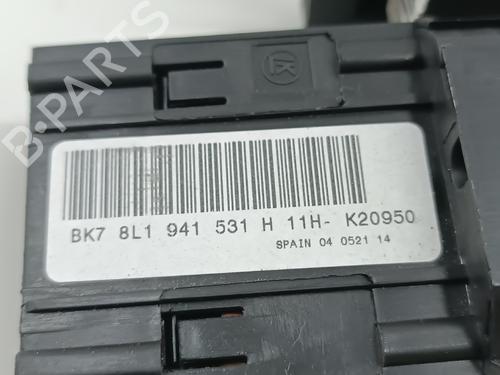 BK7 8L1 941 531 H 11H- K20950
SPAIN 04 0521 14
B-PARTS